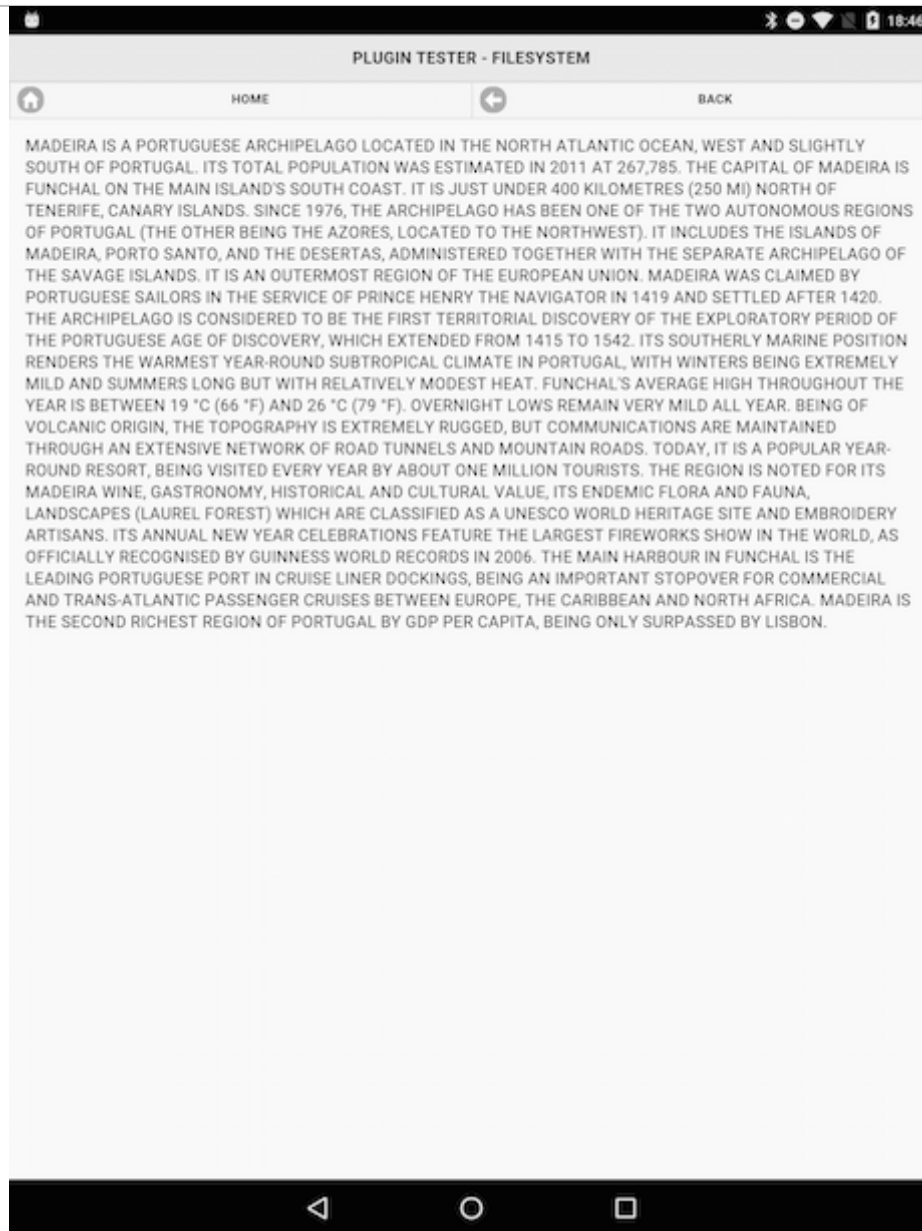 18:46
PLUGIN TESTER - FILESYSTEM
HOME
BACK
MADEIRA IS A PORTUGUESE ARCHIPELAGO LOCATED IN THE NORTH ATLANTIC OCEAN, WEST AND SLIGHTLY
SOUTH OF PORTUGAL. ITS TOTAL POPULATION WAS ESTIMATED IN 2011 AT 267,785. THE CAPITAL OF MADEIRA IS
FUNCHAL ON THE MAIN ISLAND'S SOUTH COAST. IT IS JUST UNDER 400 KILOMETRES (250 MI) NORTH OF
TENERIFE, CANARY ISLANDS. SINCE 1976, THE ARCHIPELAGO HAS BEEN ONE OF THE TWO AUTONOMOUS REGIONS
OF PORTUGAL (THE OTHER BEING THE AZORES, LOCATED TO THE NORTHWEST). IT INCLUDES THE ISLANDS OF
MADEIRA, PORTO SANTO, AND THE DESERTAS, ADMINISTERED TOGETHER WITH THE SEPARATE ARCHIPELAGO OF
THE SAVAGE ISLANDS. IT IS AN OUTERMOST REGION OF THE EUROPEAN UNION. MADEIRA WAS CLAIMED BY
PORTUGUESE SAILORS IN THE SERVICE OF PRINCE HENRY THE NAVIGATOR IN 1419 AND SETTLED AFTER 1420.
THE ARCHIPELAGO IS CONSIDERED TO BE THE FIRST TERRITORIAL DISCOVERY OF THE EXPLORATORY PERIOD OF
THE PORTUGUESE AGE OF DISCOVERY, WHICH EXTENDED FROM 1415 TO 1542. ITS SOUTHERLY MARINE POSITION
RENDERS THE WARMEST YEAR-ROUND SUBTROPICAL CLIMATE IN PORTUGAL, WITH WINTERS BEING EXTREMELY
MILD AND SUMMERS LONG BUT WITH RELATIVELY MODEST HEAT. FUNCHAL'S AVERAGE HIGH THROUGHOUT THE
YEAR IS BETWEEN 19 °C (66 °F) AND 26 °C (79 °F). OVERNIGHT LOWS REMAIN VERY MILD ALL YEAR. BEING OF
VOLCANIC ORIGIN, THE TOPOGRAPHY IS EXTREMELY RUGGED, BUT COMMUNICATIONS ARE MAINTAINED
THROUGH AN EXTENSIVE NETWORK OF ROAD TUNNELS AND MOUNTAIN ROADS. TODAY, IT IS A POPULAR YEAR-
ROUND RESORT, BEING VISITED EVERY YEAR BY ABOUT ONE MILLION TOURISTS. THE REGION IS NOTED FOR ITS
MADEIRA WINE, GASTRONOMY, HISTORICAL AND CULTURAL VALUE, ITS ENDEMIC FLORA AND FAUNA,
LANDSCAPES (LAUREL FOREST) WHICH ARE CLASSIFIED AS A UNESCO WORLD HERITAGE SITE AND EMBROIDERY
ARTISANS. ITS ANNUAL NEW YEAR CELEBRATIONS FEATURE THE LARGEST FIREWORKS SHOW IN THE WORLD, AS
OFFICIALLY RECOGNISED BY GUINNESS WORLD RECORDS IN 2006. THE MAIN HARBOUR IN FUNCHAL IS THE
LEADING PORTUGUESE PORT IN CRUISE LINER DOCKINGS, BEING AN IMPORTANT STOPOVER FOR COMMERCIAL
AND TRANS-ATLANTIC PASSENGER CRUISES BETWEEN EUROPE, THE CARIBBEAN AND NORTH AFRICA. MADEIRA IS
THE SECOND RICHEST REGION OF PORTUGAL BY GDP PER CAPITA, BEING ONLY SURPASSED BY LISBON.